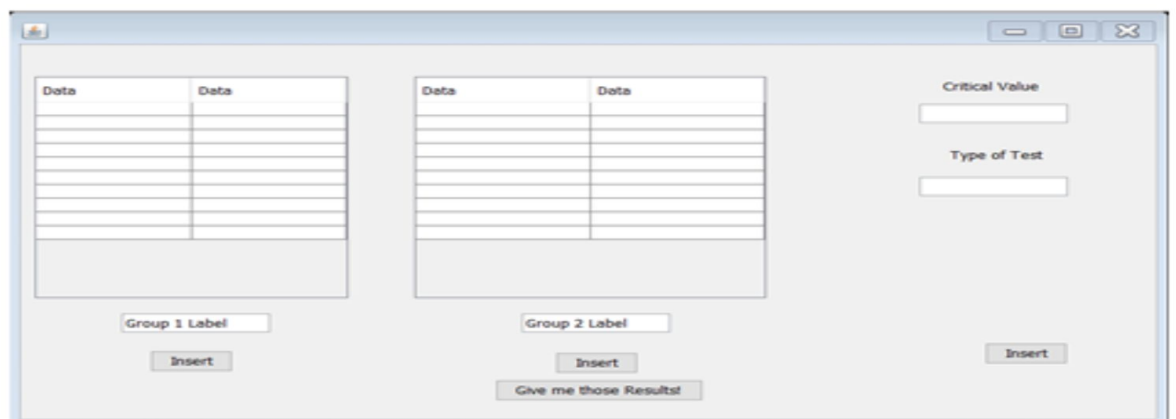 Data Data Data Data Critical Value
Type of Test
Group 1 Label Group 2 Label
Insert Insert Insert
Give me those Results!